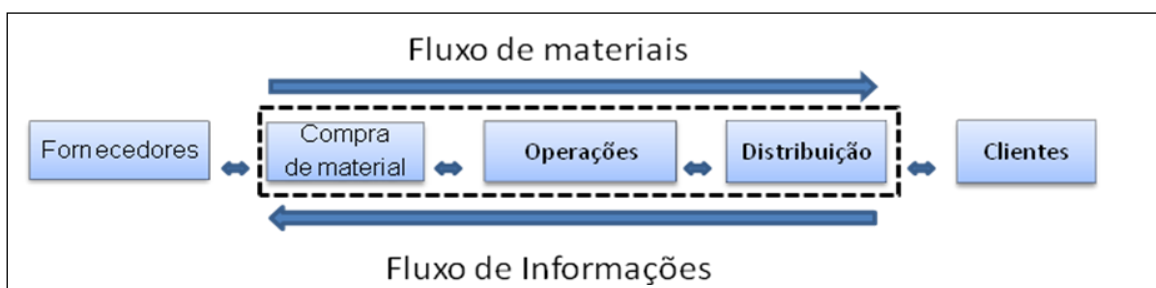 Fluxo de materiais
Fornecedores
Compra
de material
Operações
Distribuição
Clientes
Fluxo de Informações